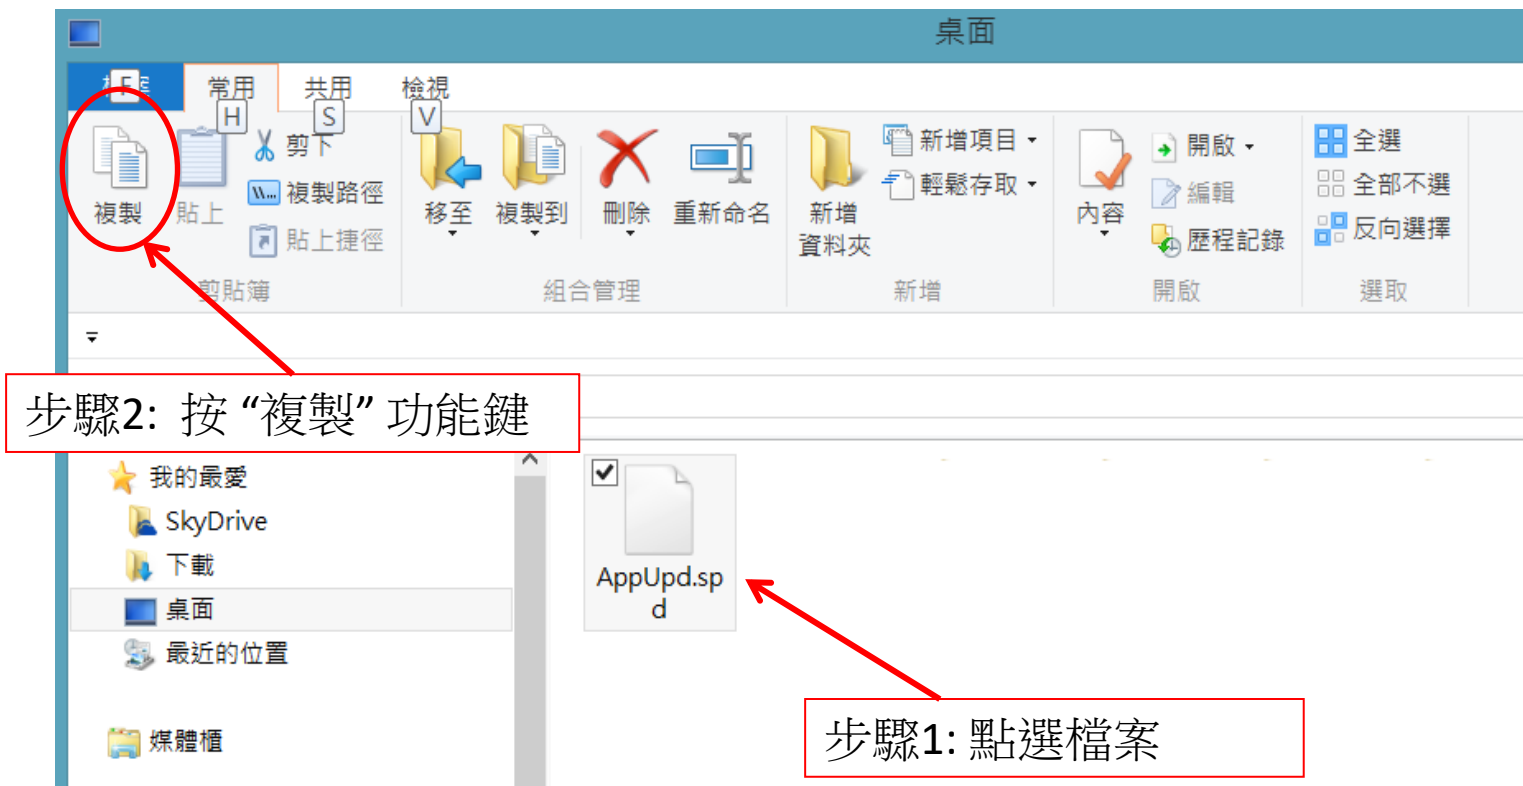 桌面
F
常用
共用
檢視
H
S
V
複製
貼上
剪下
複製路徑
貼上捷徑
剪貼簿
移至
複製到
刪除
重新命名
組合管理
新增
資料夾
新增項目
輕鬆存取
新增
內容
開啟
編輯
歷程記錄
開啟
全選
全部不選
反向選擇
選取
步驟2: 按 “複製” 功能鍵
我的最愛
SkyDrive
下載
桌面
最近的位置
媒體櫃
AppUpd.sp
d
步驟1: 點選檔案